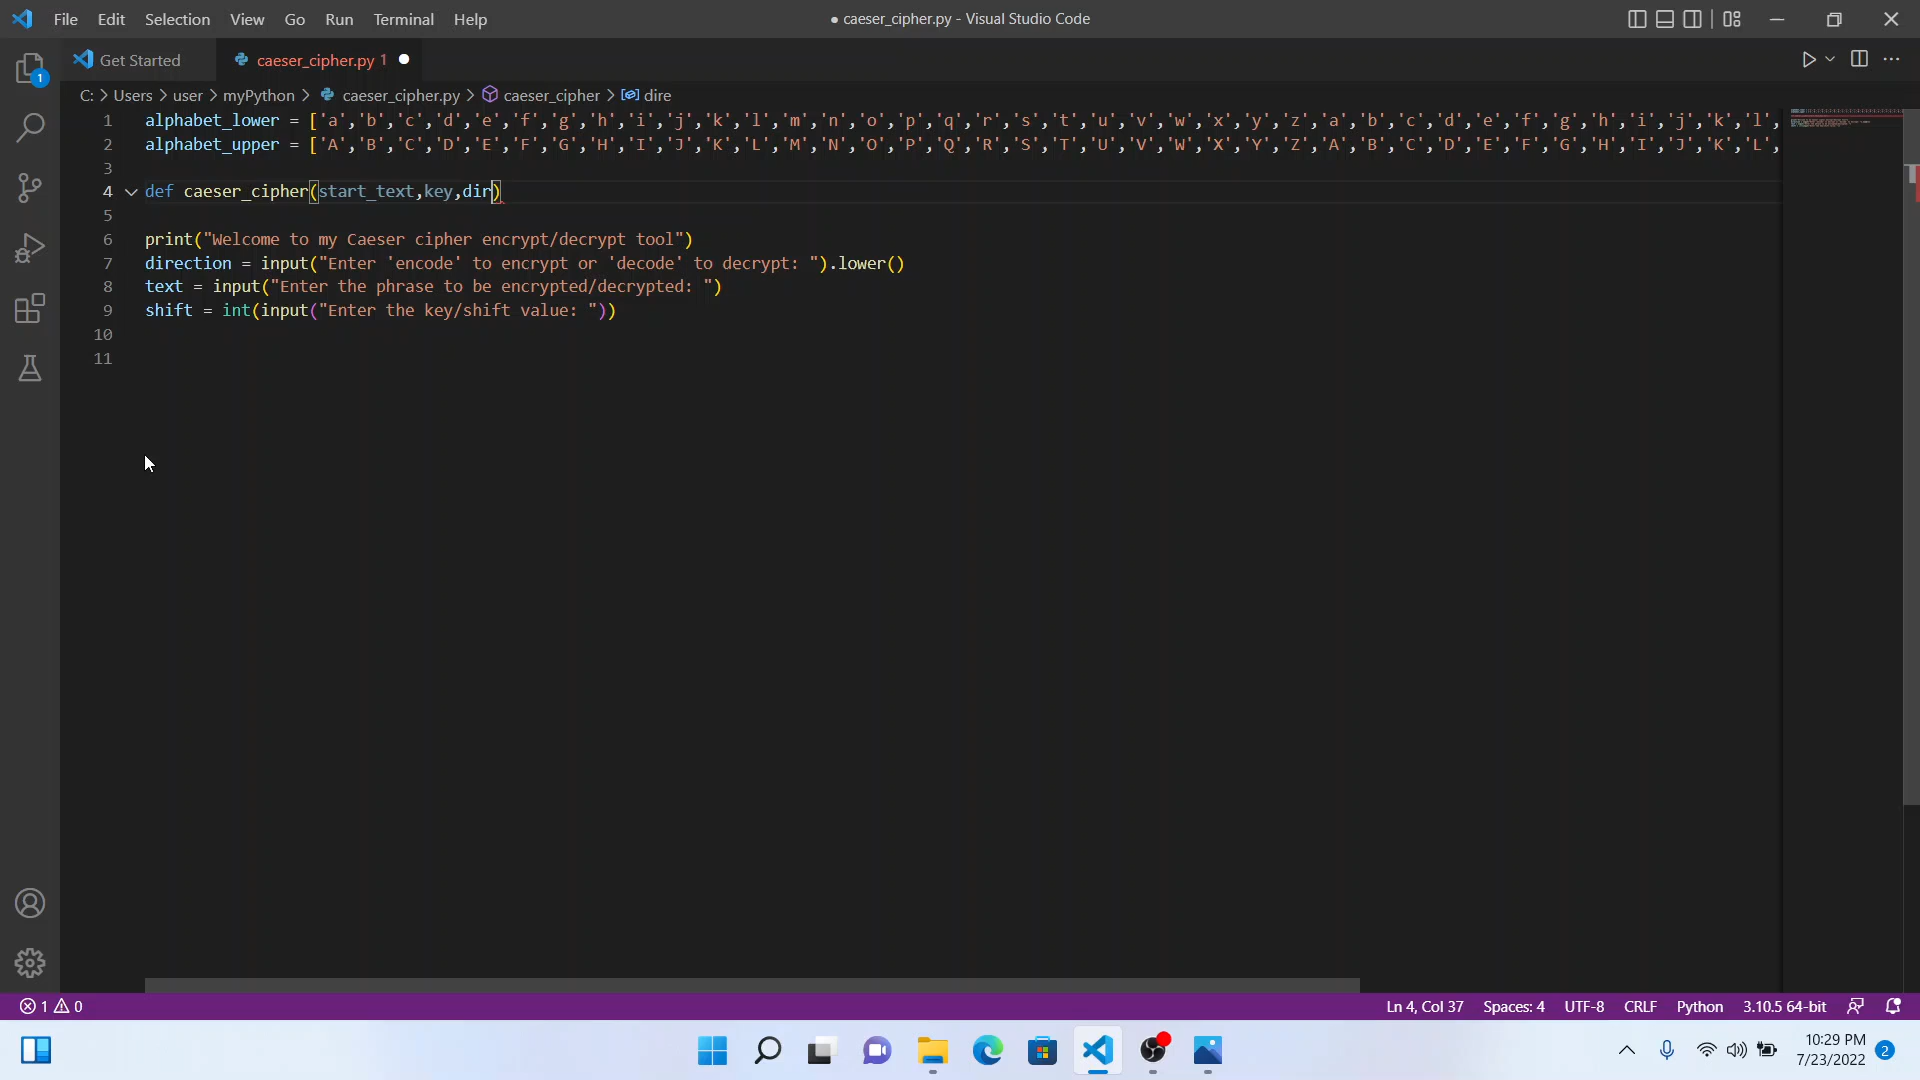 File Edit Selection View Go Run Terminal Help
● caeser_cipher.py - Visual Studio Code
Get Started
caeser_cipher.py 1 ●
1
C: > Users > user > myPython > caeser_cipher.py > caeser_cipher > dire
1 alphabet_lower = ['a','b','c','d','e','f','g','h','i','j','k','l','m','n','o','p','q','r','s','t','u','v','w','x','y','z','a','b','c','d','e','f','g','h','i','j','k','l',
2 alphabet_upper = ['A','B','C','D','E','F','G','H','I','J','K','L','M','N','O','P','Q','R','S','T','U','V','W','X','Y','Z','A','B','C','D','E','F','G','H','I','J','K','L',
3
4 def caeser_cipher(start_text,key,dir)
5
6 print("Welcome to my Caeser cipher encrypt/decrypt tool")
7 direction = input("Enter 'encode' to encrypt or 'decode' to decrypt: ").lower()
8 text = input("Enter the phrase to be encrypted/decrypted: ")
9 shift = int(input("Enter the key/shift value: "))
10
11
1 0
Ln 4, Col 37 Spaces: 4 UTF-8 CRLF Python 3.10.5 64-bit
10:29 PM
7/23/2022
2